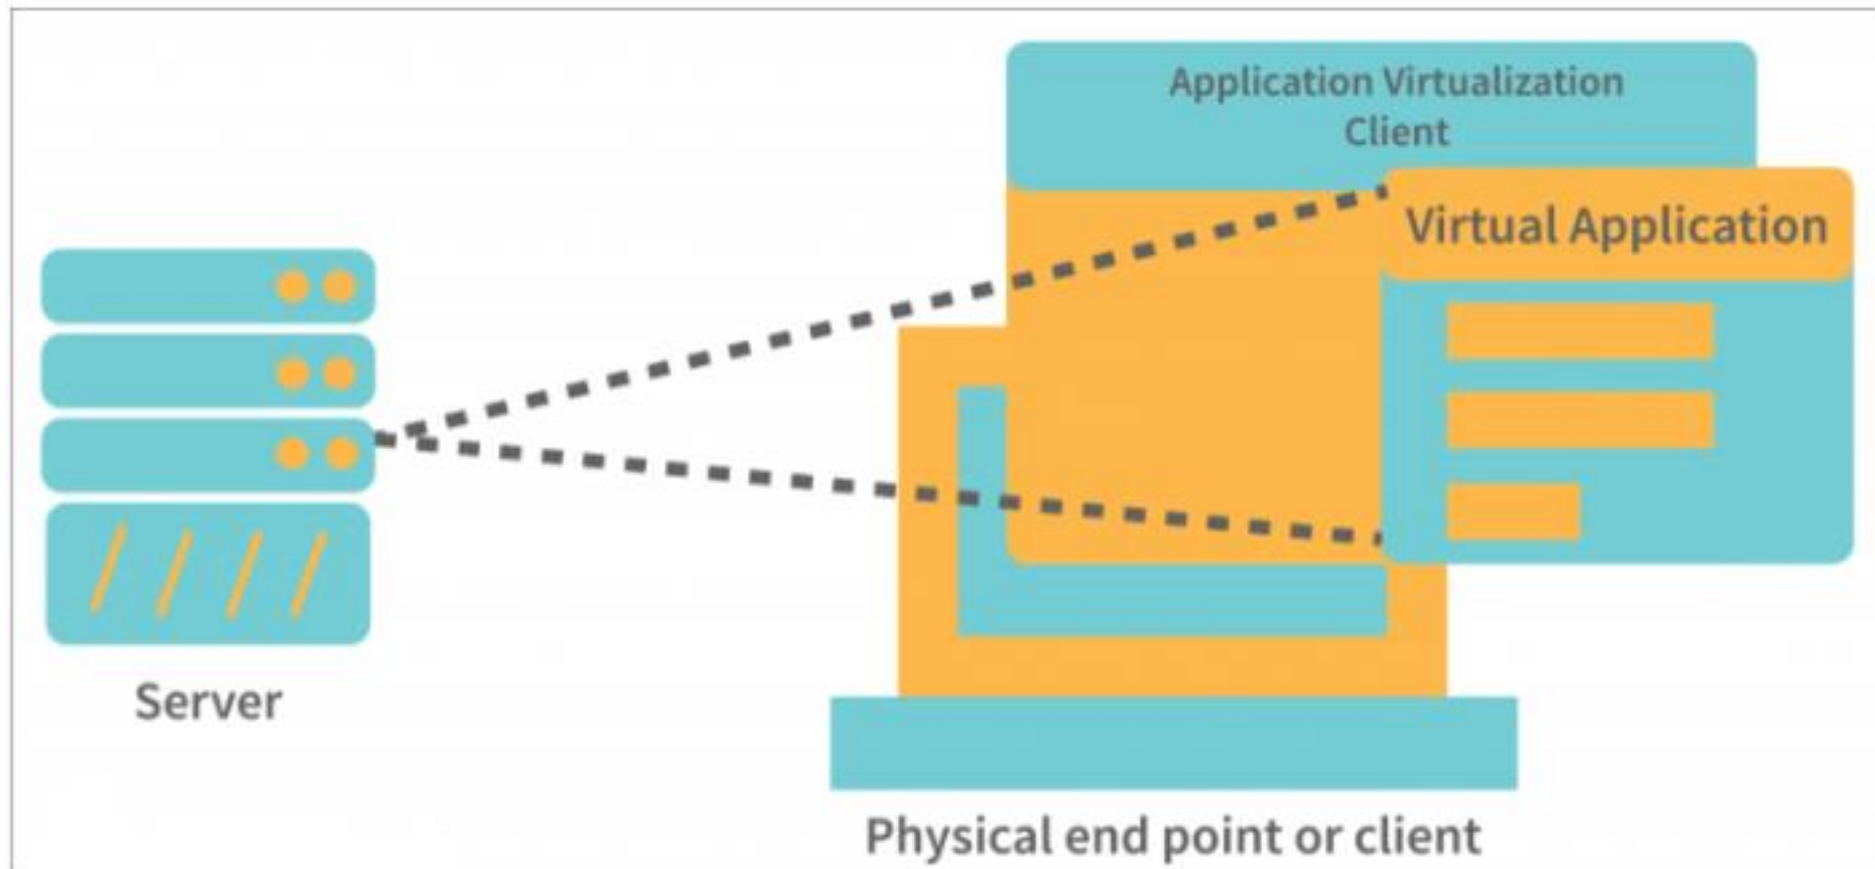 Application Virtualization
Client
Virtual Application
Server
Physical end point or client